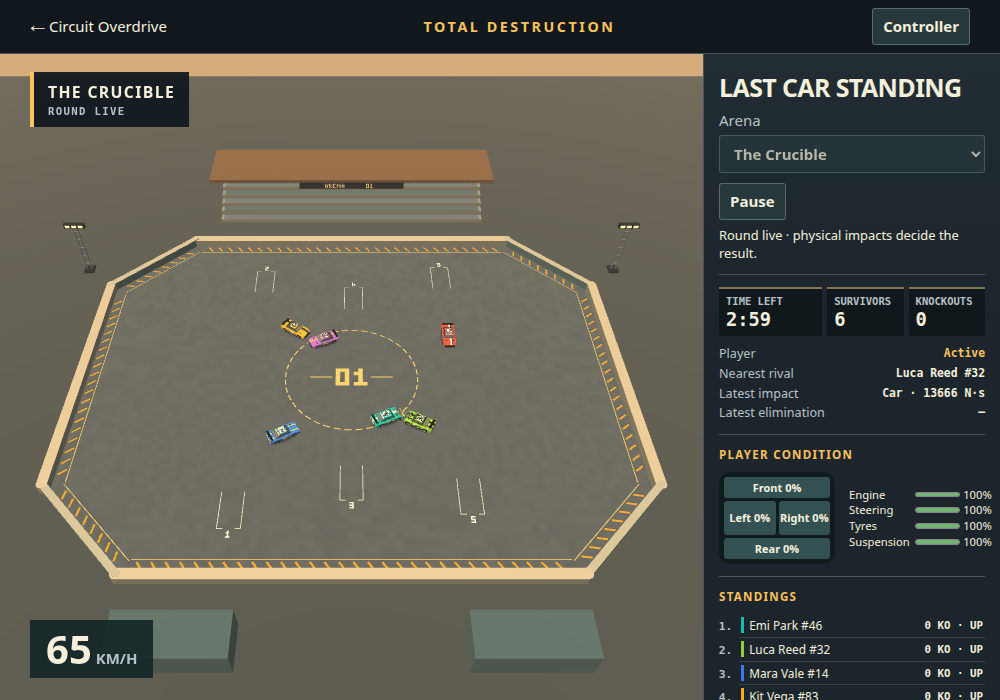 ← Circuit Overdrive
TOTAL DESTRUCTION
Controller
THE CRUCIBLE
ROUND LIVE
ARENA 01
01
1
3
5
65 KM/H
LAST CAR STANDING
Arena
The Crucible
Pause
Round live · physical impacts decide the
result.
TIME LEFT
2:59
SURVIVORS
6
KNOCKOUTS
0
Player Active
Nearest rival Luca Reed #32
Latest impact Car · 13666 N·s
Latest elimination —
PLAYER CONDITION
Front 0%
Left 0% Right 0%
Rear 0%
Engine 100%
Steering 100%
Tyres 100%
Suspension 100%
STANDINGS
1. Emi Park #46 0 KO · UP
2. Luca Reed #32 0 KO · UP
3. Mara Vale #14 0 KO · UP
4. Kit Vega #83 0 KO · UP